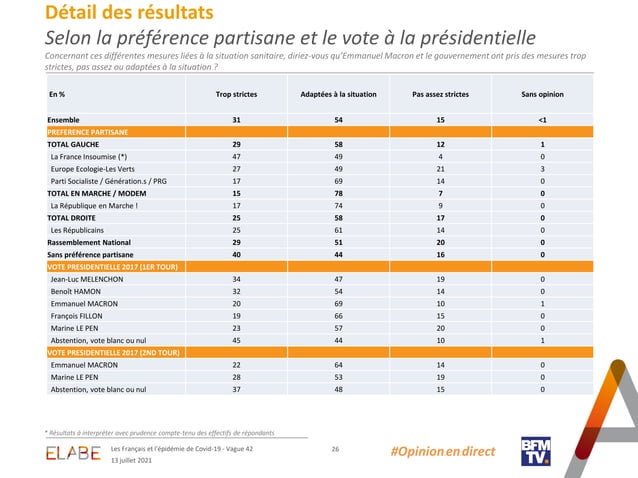 Détail des résultats
Selon la préférence partisane et le vote à la présidentielle
Concernant ces différentes mesures liées à la situation sanitaire, diriez-vous qu'Emmanuel Macron et le gouvernement ont pris des mesures trop
strictes, pas assez ou adaptées à la situation ?
En % Trop strictes Adaptées à la situation Pas assez strictes Sans opinion
Ensemble 31 54 15 <1
PREFERENCE PARTISANE
TOTAL GAUCHE 29 58 12 1
La France Insoumise (*) 47 49 4 0
Europe Ecologie-Les Verts 27 49 21 3
Parti Socialiste / Génération.s / PRG 17 69 14 0
TOTAL EN MARCHE / MODEM 15 78 7 0
La République en Marche ! 17 74 9 0
TOTAL DROITE 25 58 17 0
Les Républicains 25 61 14 0
Rassemblement National 29 51 20 0
Sans préférence partisane 40 44 16 0
VOTE PRESIDENTIELLE 2017 (1ER TOUR)
Jean-Luc MELENCHON 34 47 19 0
Benoît HAMON 32 54 14 0
Emmanuel MACRON 20 69 10 1
François FILLON 19 66 15 0
Marine LE PEN 23 57 20 0
Abstention, vote blanc ou nul 45 44 10 1
VOTE PRESIDENTIELLE 2017 (2ND TOUR)
Emmanuel MACRON 22 64 14 0
Marine LE PEN 28 53 19 0
Abstention, vote blanc ou nul 37 48 15 0
* Résultats à interpréter avec prudence compte-tenu des effectifs de répondants
ELABE
Les Français et l'épidémie de Covid-19 - Vague 42
13 juillet 2021
26
#Opinionendirect
BFM
TV.